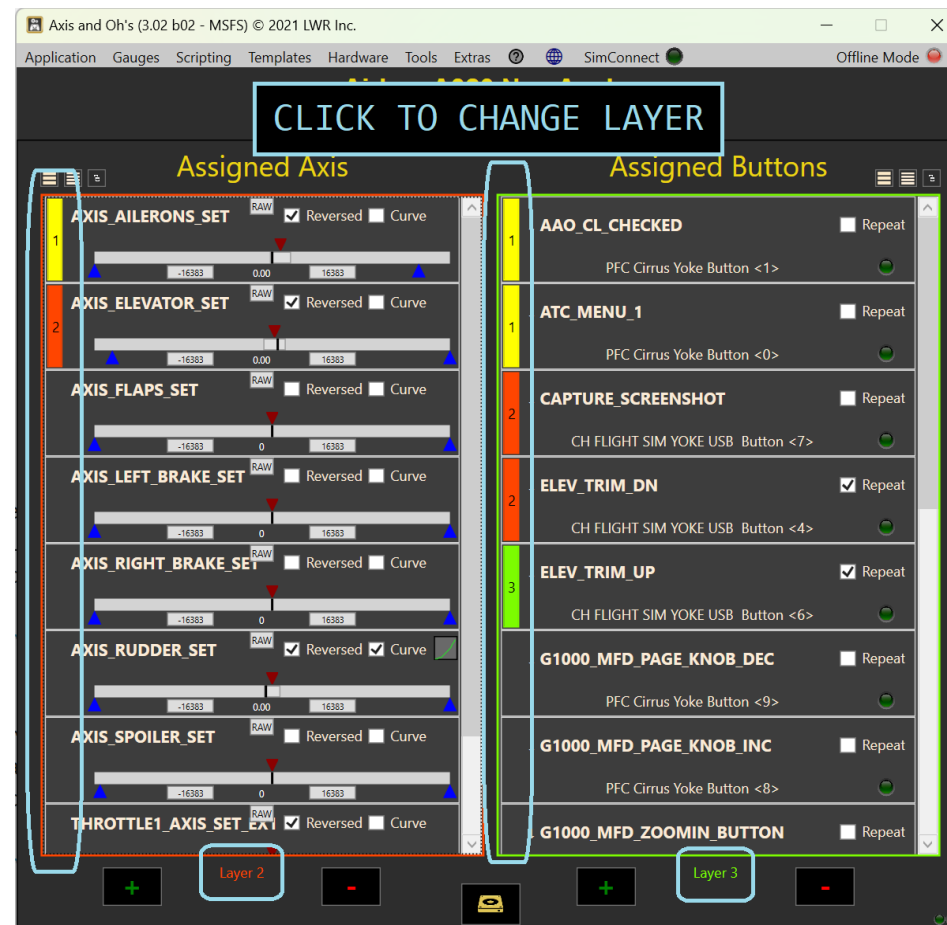 Axis and Oh's (3.02 b02 - MSFS) © 2021 LWR Inc.
Application Gauges Scripting Templates Hardware Tools Extras SimConnect Offline Mode
CLICK TO CHANGE LAYER
Assigned Axis
1 AXIS_AILERONS_SET RAW Reversed Curve
-16383 0.00 16383
2 AXIS_ELEVATOR_SET RAW Reversed Curve
-16383 0.00 16383
AXIS_FLAPS_SET RAW Reversed Curve
-16383 0 16383
AXIS_LEFT_BRAKE_SET RAW Reversed Curve
-16383 0 16383
AXIS_RIGHT_BRAKE_SET RAW Reversed Curve
-16383 0 16383
AXIS_RUDDER_SET RAW Reversed Curve
-16383 0.00 16383
AXIS_SPOILER_SET RAW Reversed Curve
-16383 0 16383
THROTTLE1_AXIS_SET_EX1 RAW Reversed Curve
+ Layer 2 -
Assigned Buttons
1 AAO_CL_CHECKED Repeat
PFC Cirrus Yoke Button <1>
1 ATC_MENU_1 Repeat
PFC Cirrus Yoke Button <0>
2 CAPTURE_SCREENSHOT Repeat
CH FLIGHT SIM YOKE USB Button <7>
2 ELEV_TRIM_DN Repeat
CH FLIGHT SIM YOKE USB Button <4>
3 ELEV_TRIM_UP Repeat
CH FLIGHT SIM YOKE USB Button <6>
G1000_MFD_PAGE_KNOB_DEC Repeat
PFC Cirrus Yoke Button <9>
G1000_MFD_PAGE_KNOB_INC Repeat
PFC Cirrus Yoke Button <8>
G1000_MFD_ZOOMIN_BUTTON Repeat
+ Layer 3 -